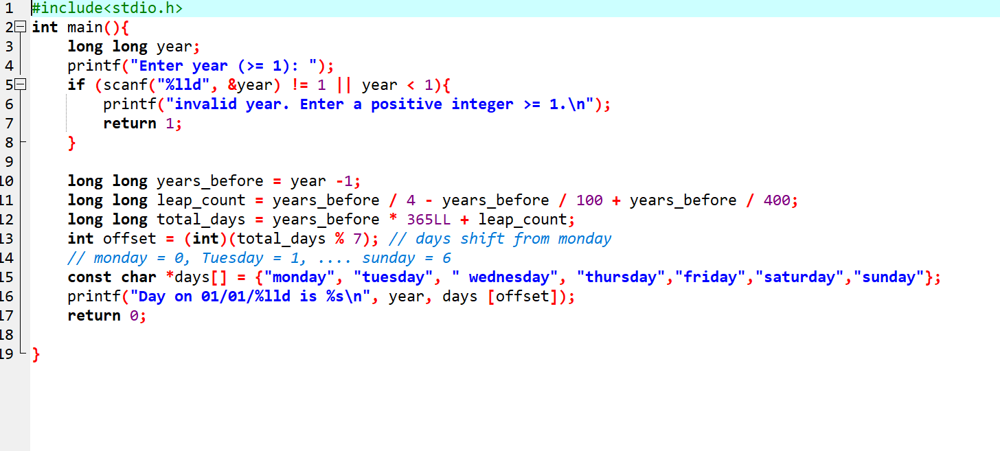 1 #include<stdio.h>
2 int main(){
3     long long year;
4     printf("Enter year (>= 1): ");
5     if (scanf("%lld", &year) != 1 || year < 1){
6         printf("invalid year. Enter a positive integer >= 1.\n");
7         return 1;
8     }
9
10     long long years_before = year -1;
11     long long leap_count = years_before / 4 - years_before / 100 + years_before / 400;
12     long long total_days = years_before * 365LL + leap_count;
13     int offset = (int)(total_days % 7); // days shift from monday
14     // monday = 0, Tuesday = 1, .... sunday = 6
15     const char *days[] = {"monday", "tuesday", " wednesday", "thursday","friday","saturday","sunday"};
16     printf("Day on 01/01/%lld is %s\n", year, days [offset]);
17     return 0;
18
19 }